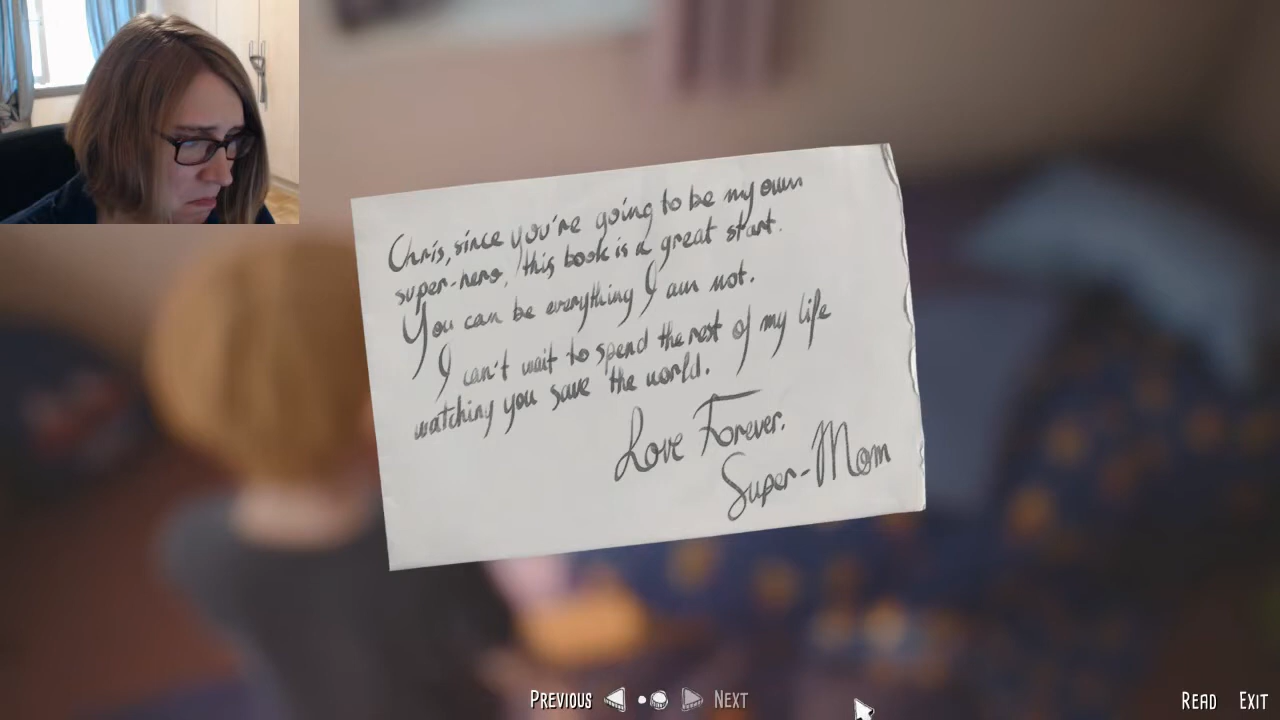 Chris, since you're going to be my own
super-hero, this book is a great start.
You can be everything I am not.
I can't wait to spend the rest of my life
watching you save the world.
Love Forever.
Super-Mom
PREVIOUS NEXT
READ EXIT